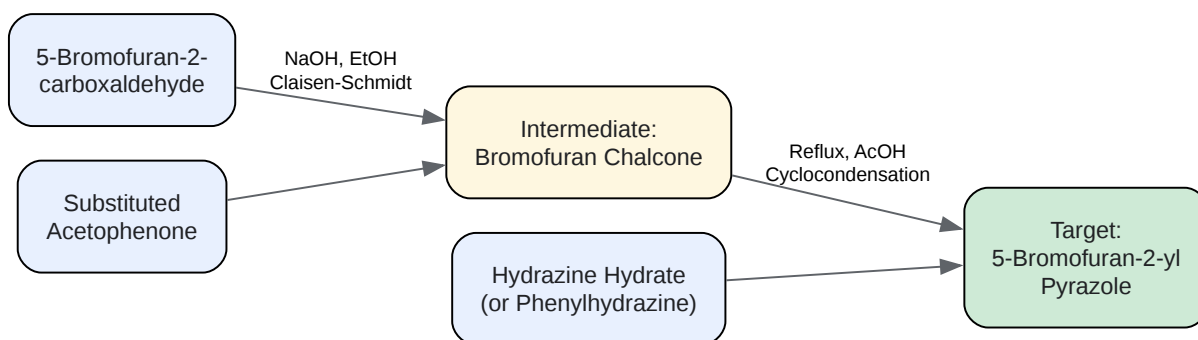 5-Bromofuran-2-
carboxaldehyde
NaOH, EtOH
Claisen-Schmidt
Substituted
Acetophenone
Intermediate:
Bromofuran Chalcone
Reflux, AcOH
Cyclocondensation
Hydrazine Hydrate
(or Phenylhydrazine)
Target:
5-Bromofuran-2-yl
Pyrazole